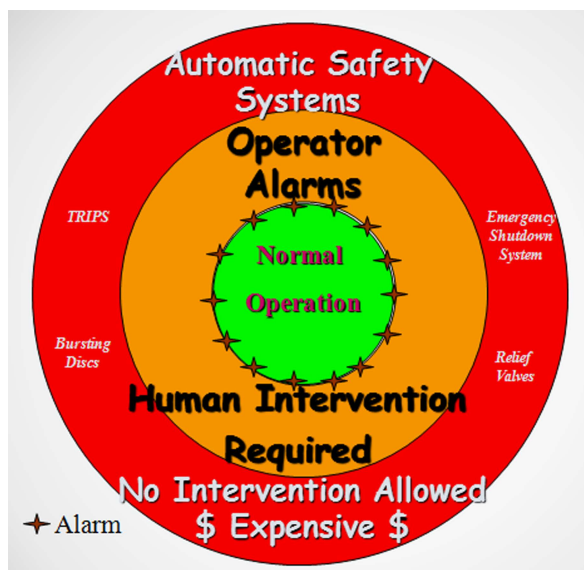 Automatic Safety
Systems
Operator
Alarms
TRIPS
Emergency
Shutdown
System
Normal
Operation
Bursting
Discs
Relief
Valves
Human Intervention
Required
No Intervention Allowed
$ Expensive $
Alarm